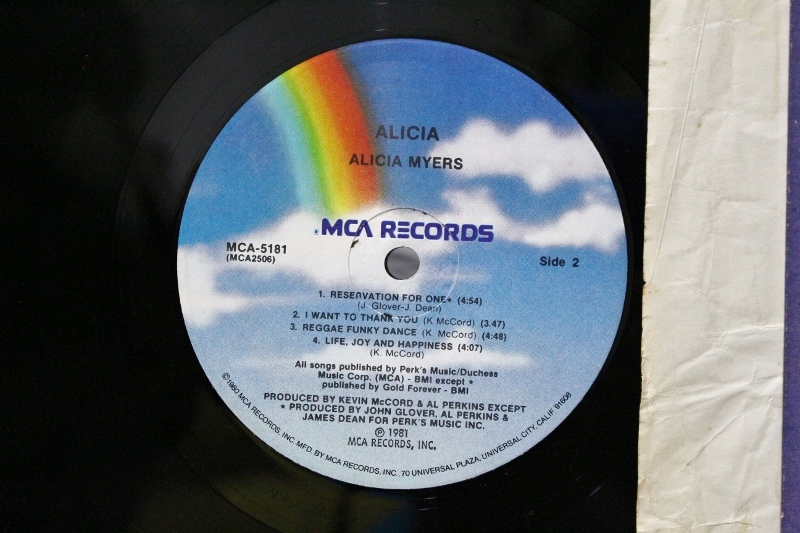 ALICIA
ALICIA MYERS
MCA RECORDS
MCA-5181
(MCA2506)
Side 2
1. RESERVATION FOR ONE* (4:54)
(J. Glover-J. Dean)
2. I WANT TO THANK YOU (K McCord) (3.47)
3. REGGAE FUNKY DANCE (K. McCord) (4:48)
4. LIFE, JOY AND HAPPINESS (4:07)
(K. McCord)
All songs published by Perk's Music/Duchess
Music Corp. (MCA) - BMI except *
published by Gold Forever - BMI
PRODUCED BY KEVIN McCORD & AL PERKINS EXCEPT
* PRODUCED BY JOHN GLOVER, AL PERKINS &
JAMES DEAN FOR PERK'S MUSIC INC.
℗ 1981
MCA RECORDS, INC.
©1980 MCA RECORDS, INC. MFD. BY MCA RECORDS, INC., 70 UNIVERSAL PLAZA, UNIVERSAL CITY, CALIF. 91608